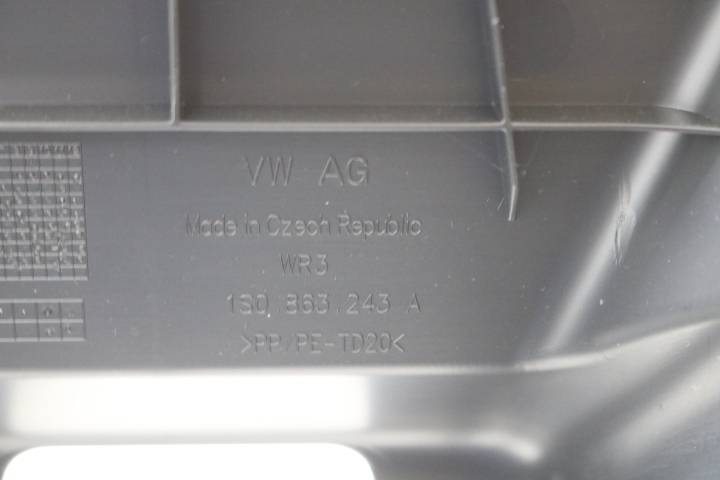 VW AG
Made in Czech Republic
WR3
1S0 863 243 A
>PP/PE-TD20<